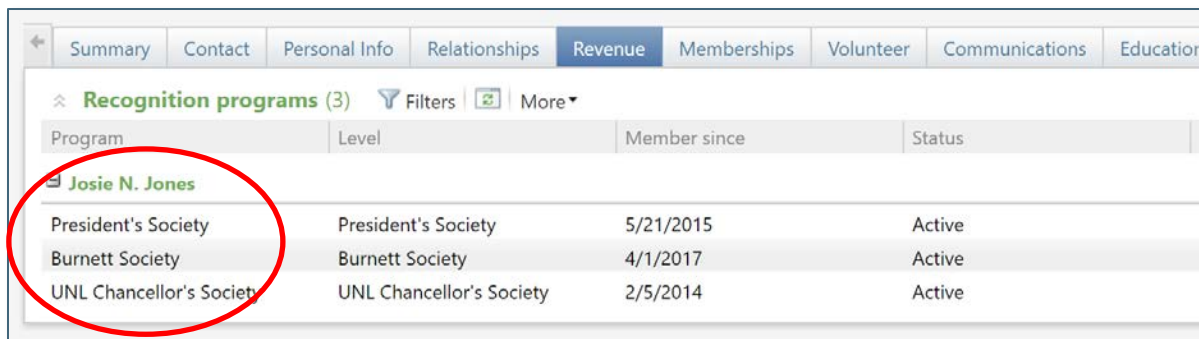 Summary Contact Personal Info Relationships Revenue Memberships Volunteer Communications Education
Recognition programs (3) Filters More
Program Level Member since Status
Josie N. Jones
President's Society President's Society 5/21/2015 Active
Burnett Society Burnett Society 4/1/2017 Active
UNL Chancellor's Society UNL Chancellor's Society 2/5/2014 Active